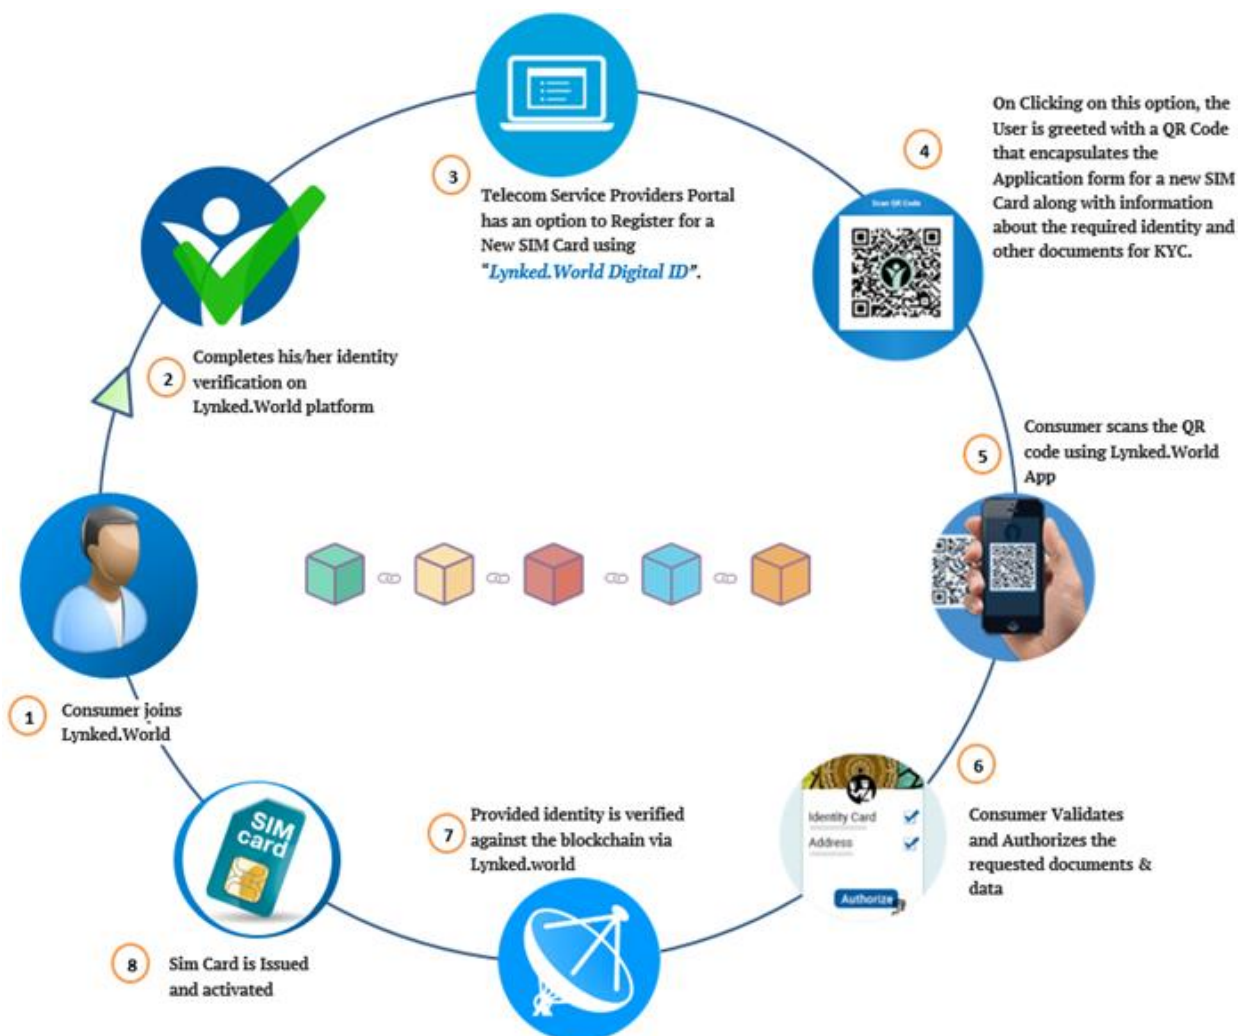 1
Consumer joins
Lynked.World
2
Completes his/her identity
verification on
Lynked.World platform
3
Telecom Service Providers Portal
has an option to Register for a
New SIM Card using
“Lynked.World Digital ID”.
4
On Clicking on this option, the
User is greeted with a QR Code
that encapsulates the
Application form for a new SIM
Card along with information
about the required identity and
other documents for KYC.
Scan QR Code
5
Consumer scans the QR
code using Lynked.World
App
6
Consumer Validates
and Authorizes the
requested documents &
data
Identity Card
Address
Authorize
7
Provided identity is verified
against the blockchain via
Lynked.world
8
Sim Card is Issued
and activated
SIM
card